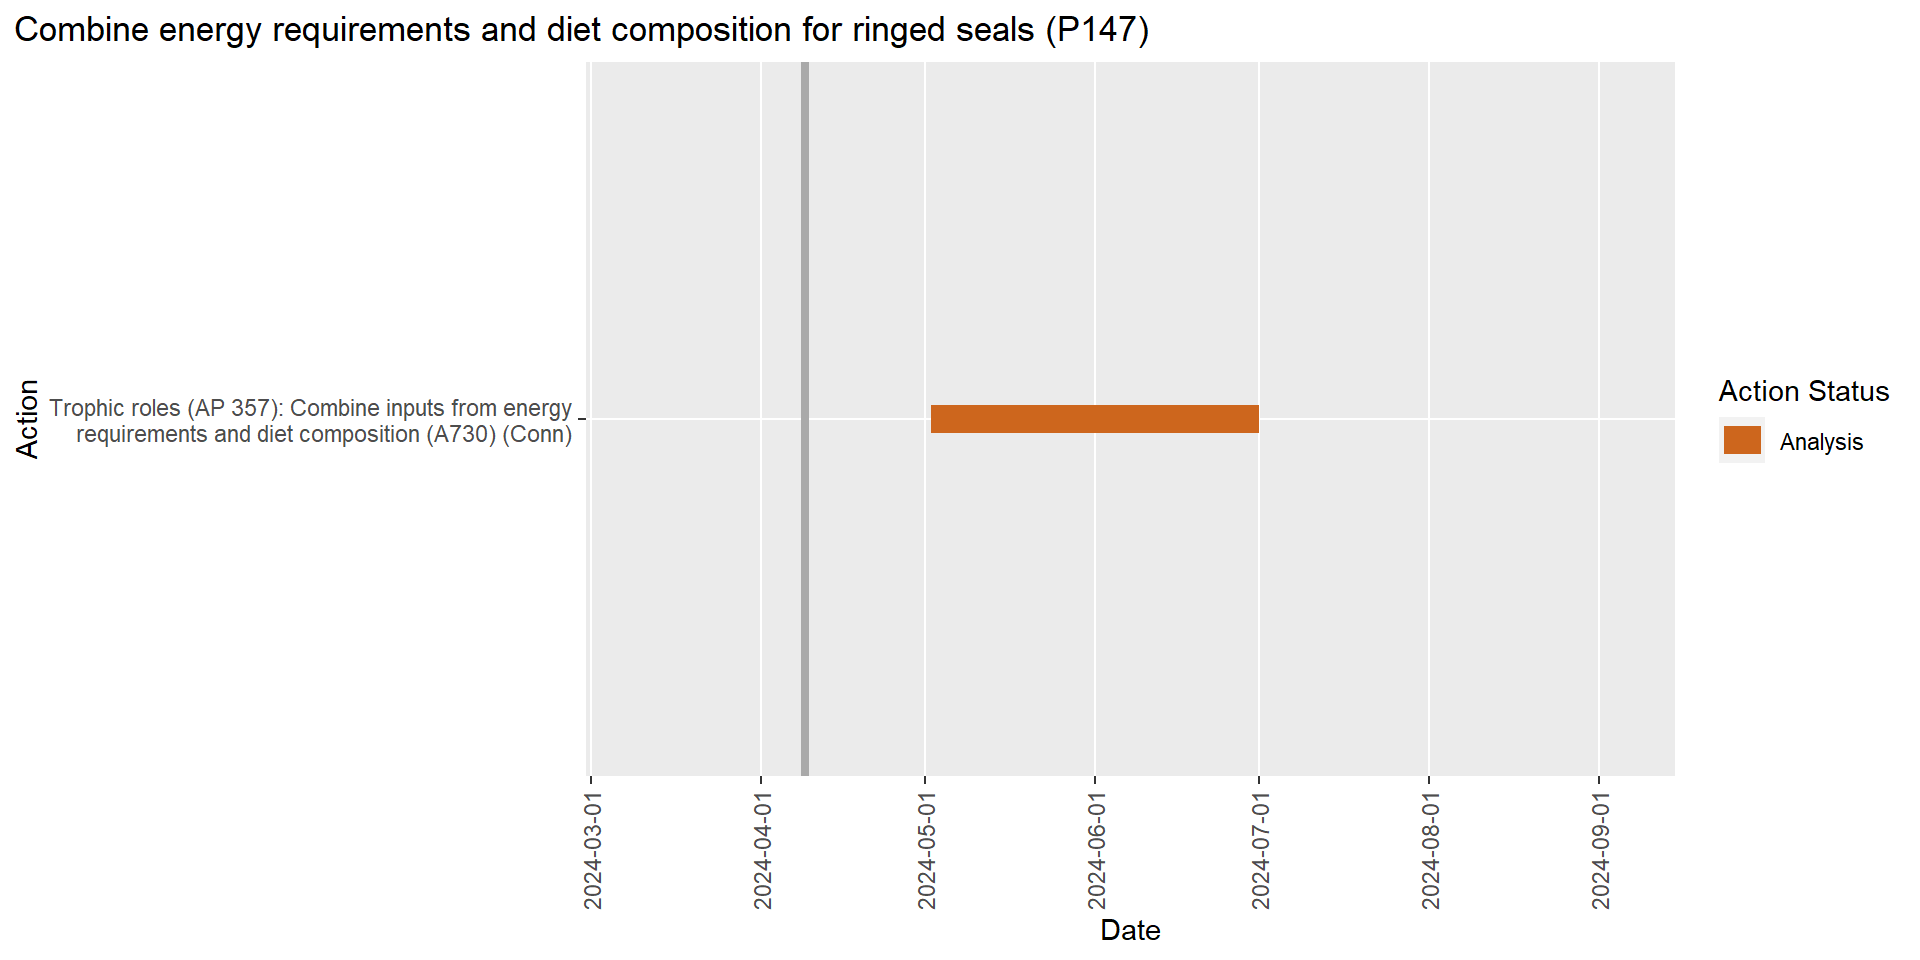 Combine energy requirements and diet composition for ringed seals (P147)
Action
Trophic roles (AP 357): Combine inputs from energy
requirements and diet composition (A730) (Conn)
Action Status
Analysis
2024-03-01
2024-04-01
2024-05-01
2024-06-01
2024-07-01
2024-08-01
2024-09-01
Date